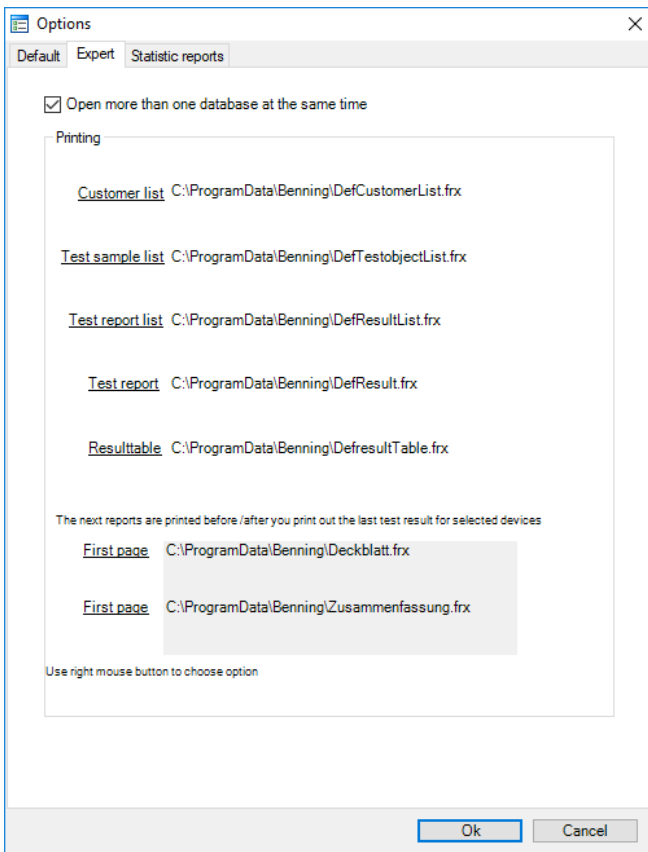 Options
Default Expert Statistic reports
Open more than one database at the same time
Printing
Customer list C:\ProgramData\Benning\DefCustomerList.frx
Test sample list C:\ProgramData\Benning\DefTestobjectList.frx
Test report list C:\ProgramData\Benning\DefResultList.frx
Test report C:\ProgramData\Benning\DefResult.frx
Resulttable C:\ProgramData\Benning\DefresultTable.frx
The next reports are printed before /after you print out the last test result for selected devices
First page C:\ProgramData\Benning\Deckblatt.frx
First page C:\ProgramData\Benning\Zusammenfassung.frx
Use right mouse button to choose option
Ok Cancel